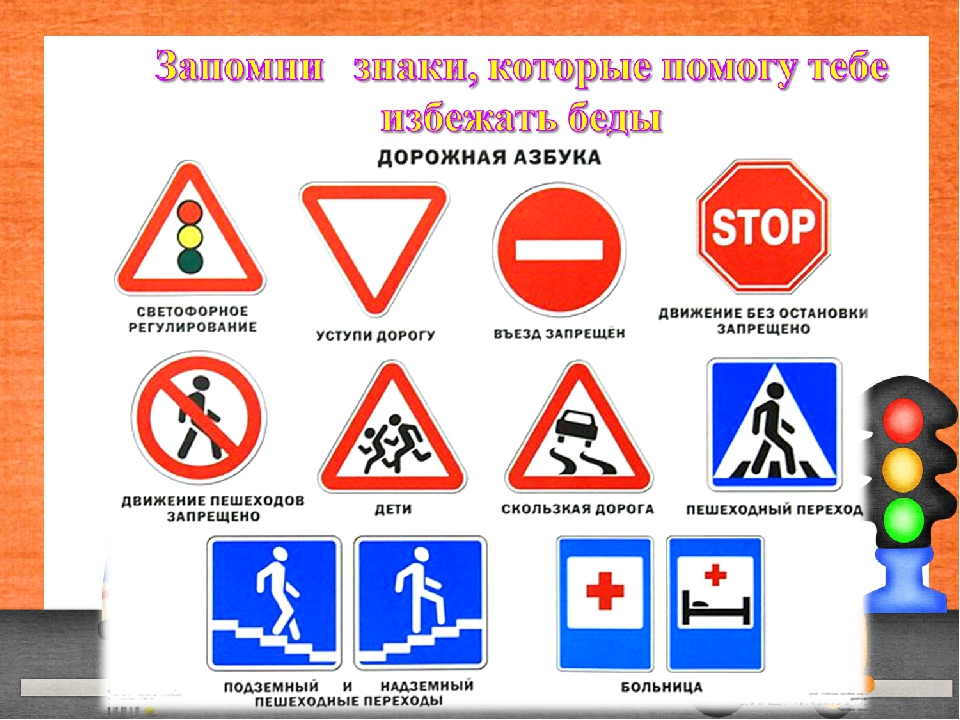 Запомни знаки, которые помогу тебе
избежать беды
ДОРОЖНАЯ АЗБУКА
STOP
СВЕТОФОРНОЕ
РЕГУЛИРОВАНИЕ
УСТУПИ ДОРОГУ
ВЪЕЗД ЗАПРЕЩЁН
ДВИЖЕНИЕ БЕЗ ОСТАНОВКИ
ЗАПРЕЩЕНО
ДВИЖЕНИЕ ПЕШЕХОДОВ
ЗАПРЕЩЕНО
ДЕТИ
СКОЛЬЗКАЯ ДОРОГА
ПЕШЕХОДНЫЙ ПЕРЕХОД
ПОДЗЕМНЫЙ И НАДЗЕМНЫЙ
ПЕШЕХОДНЫЕ ПЕРЕХОДЫ
БОЛЬНИЦА